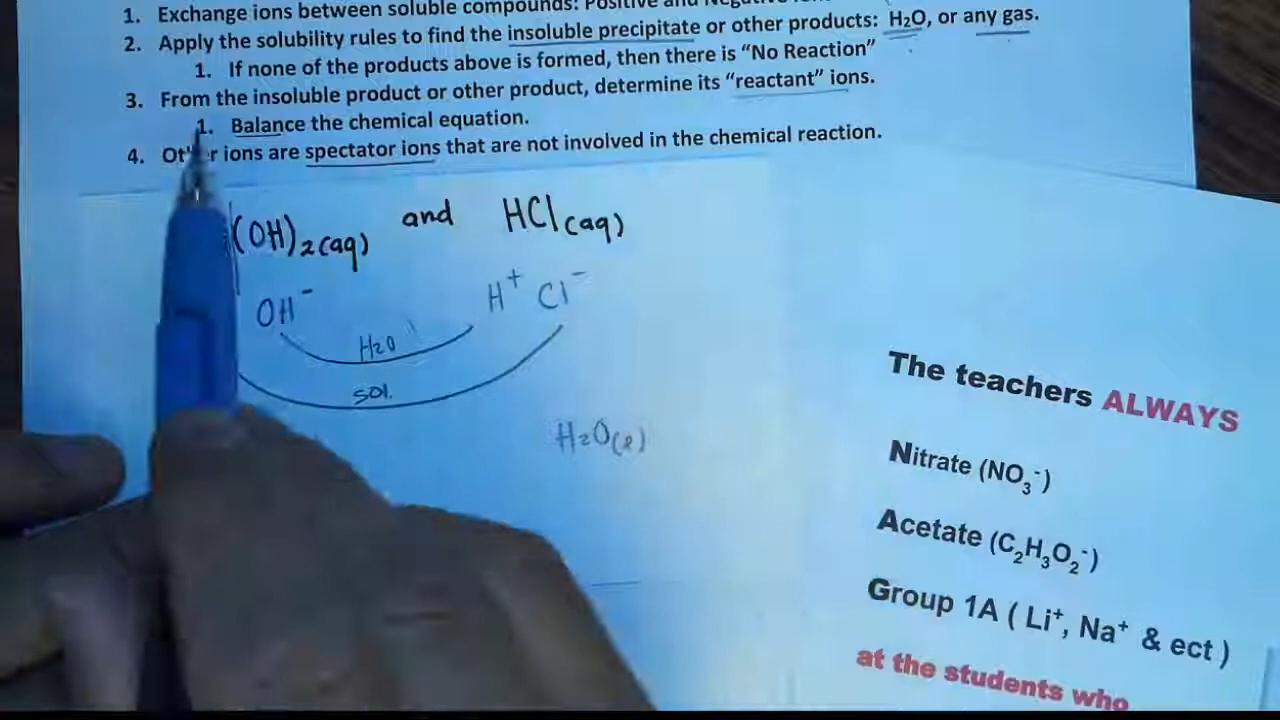 1. Exchange ions between soluble compounds: Positive and Negative
2. Apply the solubility rules to find the insoluble precipitate or other products: H₂O, or any gas.
1. If none of the products above is formed, then there is “No Reaction”
3. From the insoluble product or other product, determine its “reactant” ions.
1. Balance the chemical equation.
4. ions are spectator ions that are not involved in the chemical reaction.
(OH)₂(aq) and HCl(aq)
OH⁻ H⁺ Cl⁻
H₂O
sol.
H₂O(l)
The teachers ALWAYS
Nitrate (NO₃⁻)
Acetate (C₂H₃O₂⁻)
Group 1A ( Li⁺, Na⁺ & ect )
at the students who